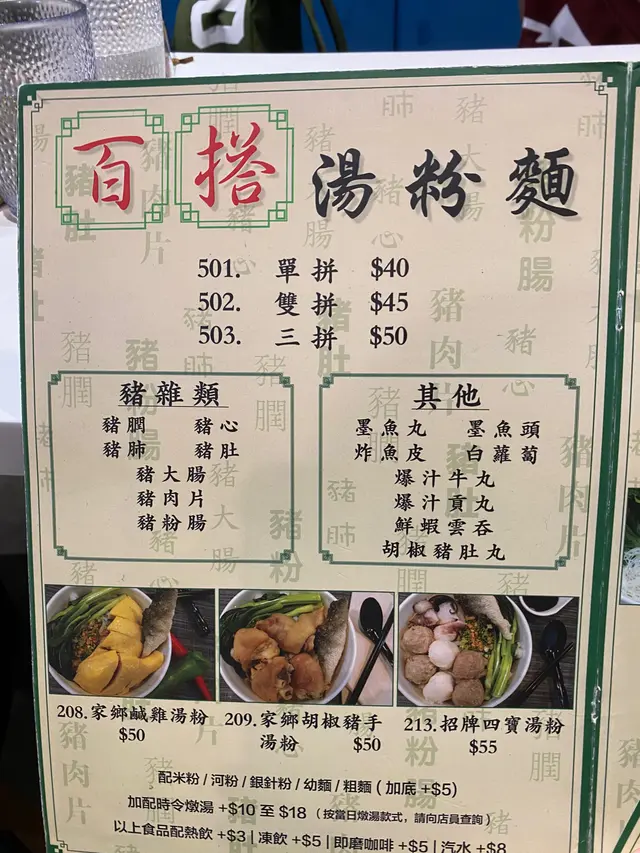 百搭湯粉麵
501. 單拼 $40
502. 雙拼 $45
503. 三拼 $50
豬雜類
豬膶 豬心
豬肺 豬肚
豬大腸
豬肉片
豬粉腸
其他
墨魚丸 墨魚頭
炸魚皮 白蘿蔔
爆汁牛丸
爆汁貢丸
鮮蝦雲吞
胡椒豬肚丸
208.家鄉鹹雞湯粉
$50
209.家鄉胡椒豬手
湯粉 $50
213.招牌四寶湯粉
$55
配米粉 / 河粉 / 銀針粉 / 幼麵 / 粗麵 ( 加底 +$5)
加配時令燉湯 +$10 至 $18 （按當日燉湯款式，請向店員查詢）
以上食品配熱飲 +$3 | 凍飲 +$5 | 即磨咖啡 +$5 | 汽水 +$8